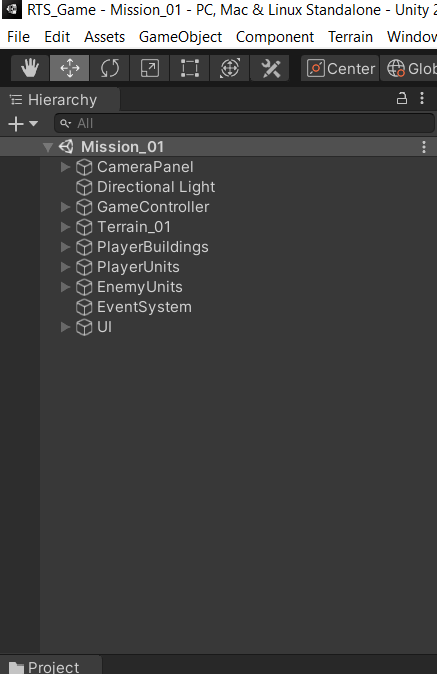 RTS_Game - Mission_01 - PC, Mac & Linux Standalone - Unity 2
File Edit Assets GameObject Component Terrain Window
Center Glob
Hierarchy
All
Mission_01
CameraPanel
Directional Light
GameController
Terrain_01
PlayerBuildings
PlayerUnits
EnemyUnits
EventSystem
UI
Project